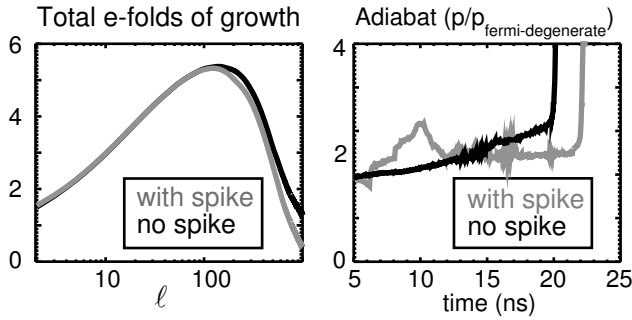 Total e-folds of growth
6
4
2
0
10
100
ℓ
with spike
no spike
Adiabat (p/p_fermi-degenerate)
4
2
0
5
10
15
20
25
time (ns)
with spike
no spike